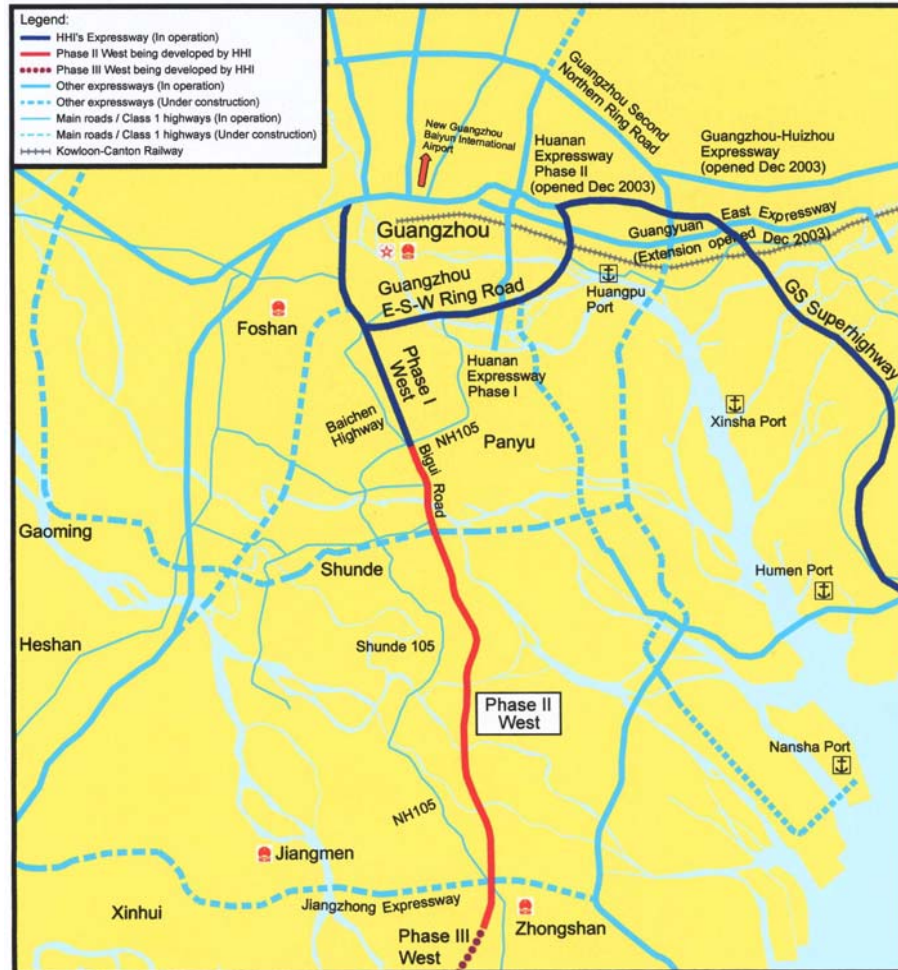 Legend:
HHI's Expressway (In operation)
Phase II West being developed by HHI
Phase III West being developed by HHI
Other expressways (In operation)
Other expressways (Under construction)
Main roads / Class 1 highways (In operation)
Main roads / Class 1 highways (Under construction)
Kowloon-Canton Railway
New Guangzhou
Baiyun International
Airport
Huanan
Expressway
Phase II
(opened Dec 2003)
Guangzhou Second
Northern Ring Road
Guangzhou-Huizhou
Expressway
Guangyuan East Expressway
(Extension opened Dec 2003)
Guangzhou
Guangzhou
E-S-W Ring Road
Huangpu
Port
GS Superhighway
Foshan
Phase I
West
Huanan
Expressway
Phase I
Baichen
Highway
NH105
Panyu
Xinsha Port
Bigui Road
Gaoming
Shunde
Humen Port
Heshan
Shunde 105
Phase II
West
Nansha Port
NH105
Jiangmen
Jiangzhong Expressway
Xinhui
Zhongshan
Phase III
West